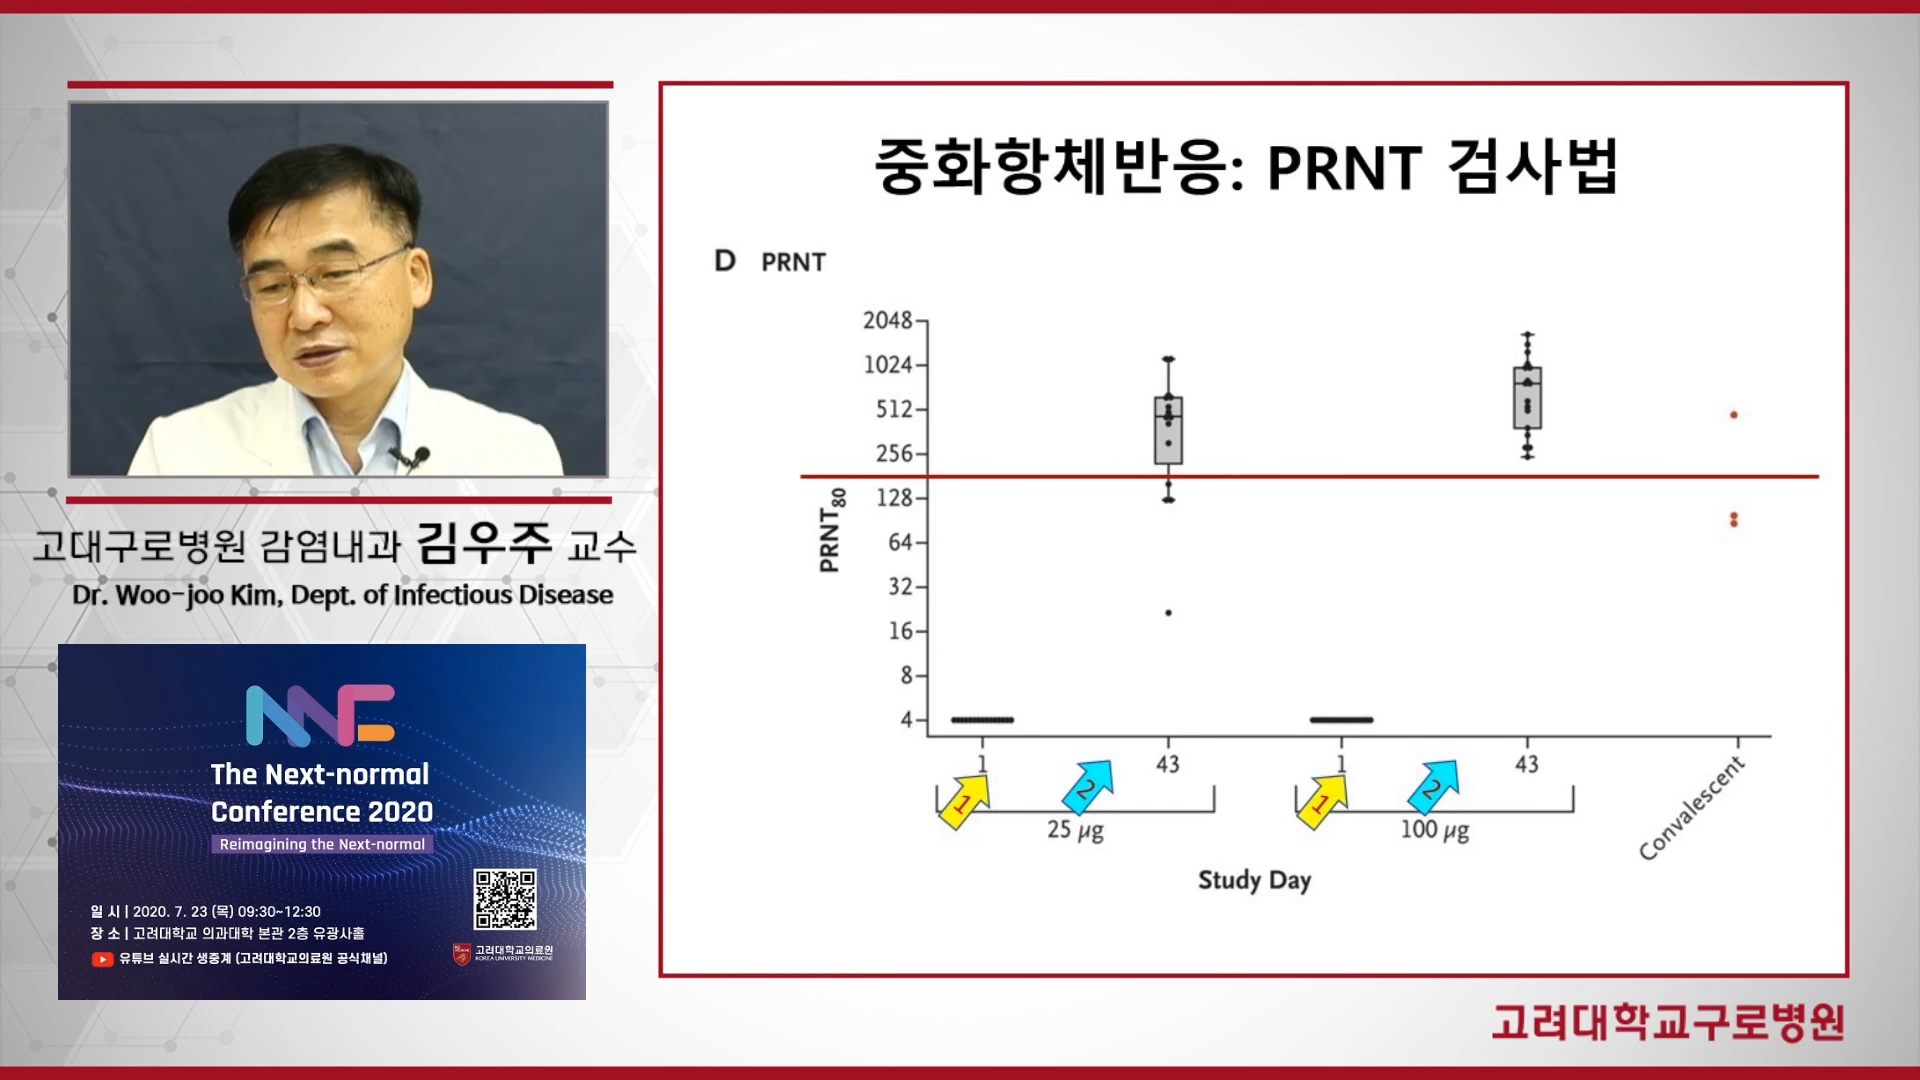 고대구로병원 감염내과 김우주 교수
Dr. Woo-joo Kim, Dept. of Infectious Disease
The Next-normal
Conference 2020
Reimagining the Next-normal
일 시 | 2020. 7. 23 (목) 09:30~12:30
장 소 | 고려대학교 의과대학 본관 2층 유광사홀
유튜브 실시간 생중계 (고려대학교의료원 공식채널)
고려대학교의료원
KOREA UNIVERSITY MEDICINE
중화항체반응: PRNT 검사법
D PRNT
PRNT80
2048
1024
512
256
128
64
32
16
8
4
1 43 1 43 Convalescent
1 2 1 2
25 µg 100 µg
Study Day
고려대학교구로병원